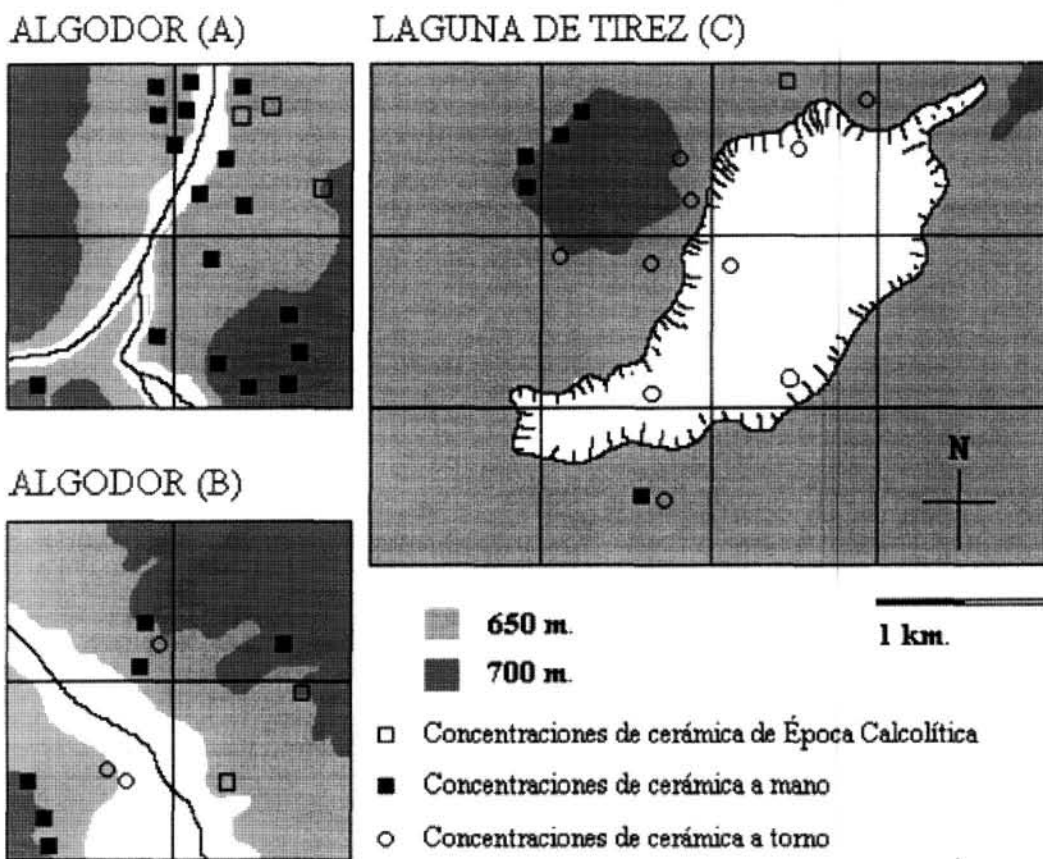 ALGODOR (A)
LAGUNA DE TIREZ (C)
ALGODOR (B)
N
650 m.
700 m.
1 km.
Concentraciones de cerámica de Época Calcolítica
Concentraciones de cerámica a mano
Concentraciones de cerámica a torno